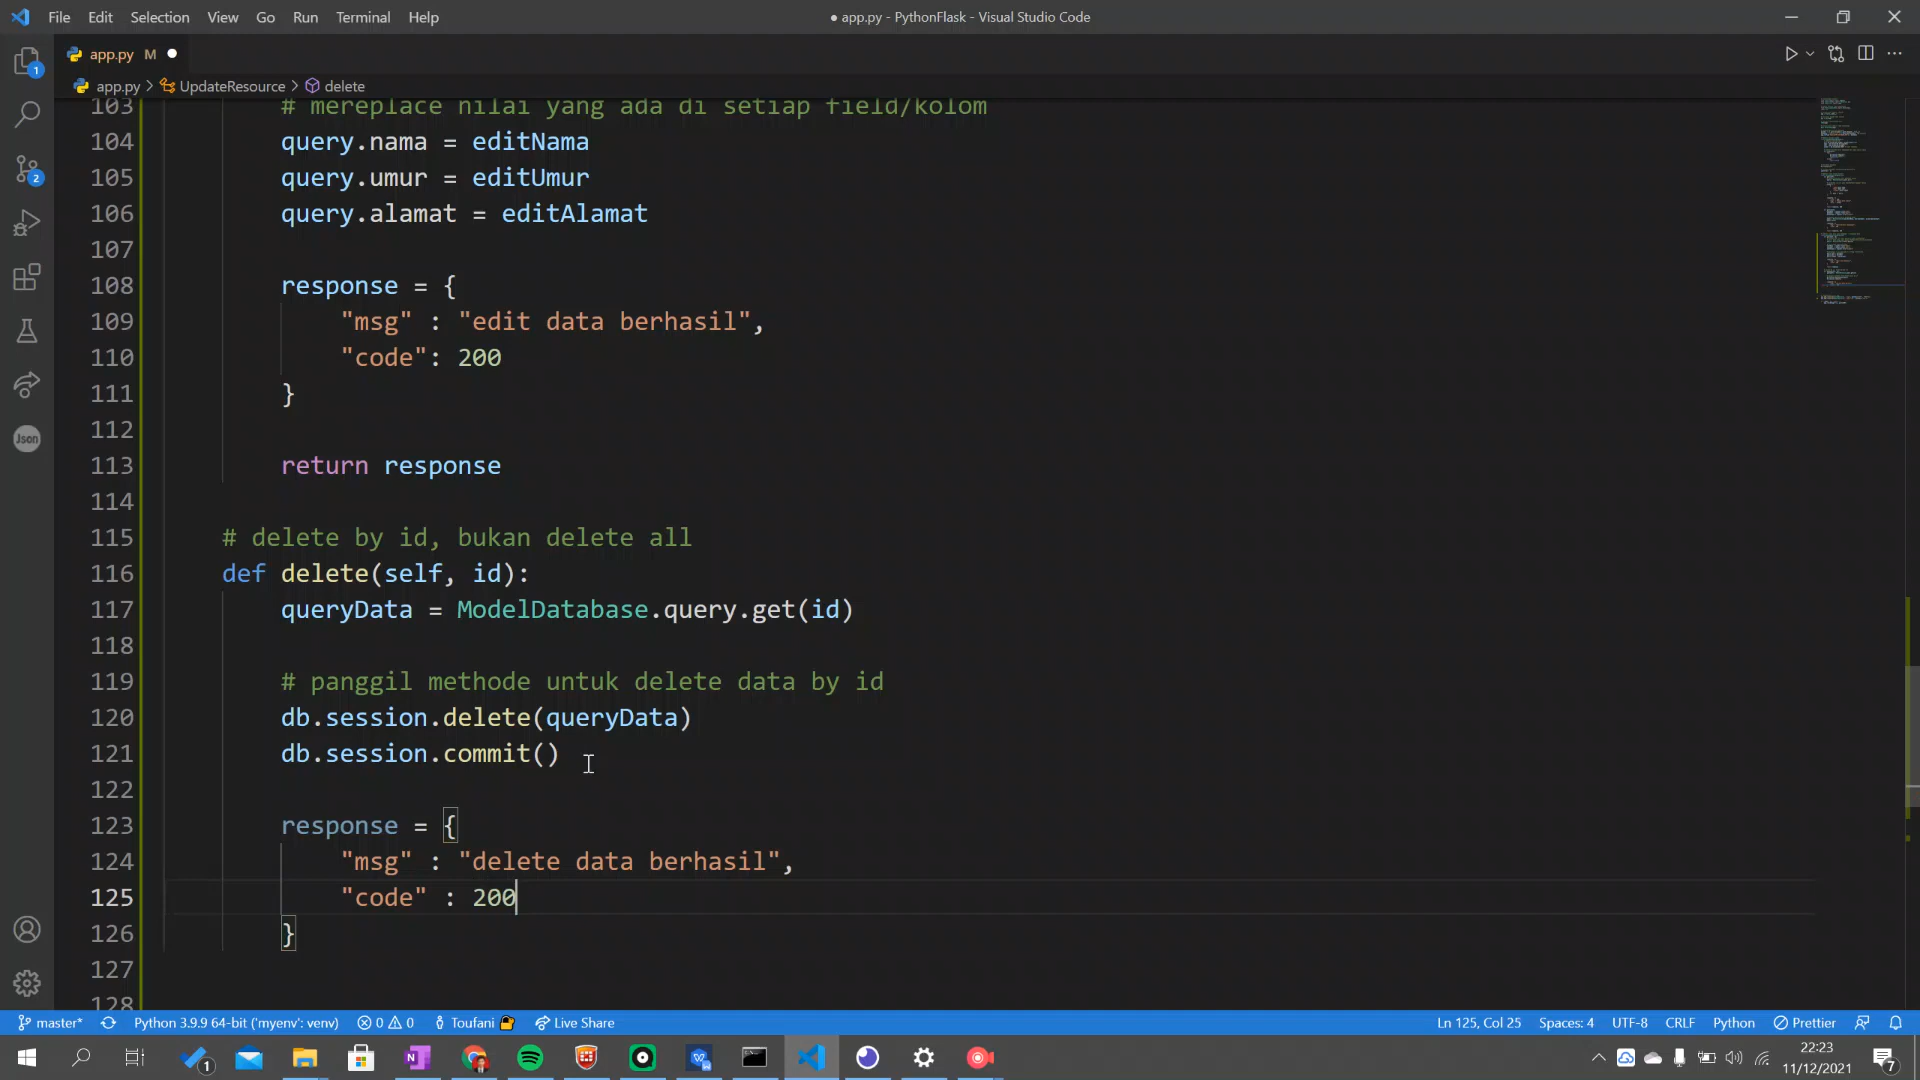 File Edit Selection View Go Run Terminal Help
● app.py - PythonFlask - Visual Studio Code
app.py M
app.py > UpdateResource > delete
103 # mereplace nilai yang ada di setiap field/kolom
104 query.nama = editNama
105 query.umur = editUmur
106 query.alamat = editAlamat
107
108 response = {
109 "msg" : "edit data berhasil",
110 "code": 200
111 }
112
113 return response
114
115 # delete by id, bukan delete all
116 def delete(self, id):
117 queryData = ModelDatabase.query.get(id)
118
119 # panggil methode untuk delete data by id
120 db.session.delete(queryData)
121 db.session.commit()
122
123 response = {
124 "msg" : "delete data berhasil",
125 "code" : 200
126 }
127
128
1
2
Json
master* Python 3.9.9 64-bit ('myenv': venv) 0 0 Toufani Live Share Ln 125, Col 25 Spaces: 4 UTF-8 CRLF Python Prettier
1
22:23
11/12/2021
7